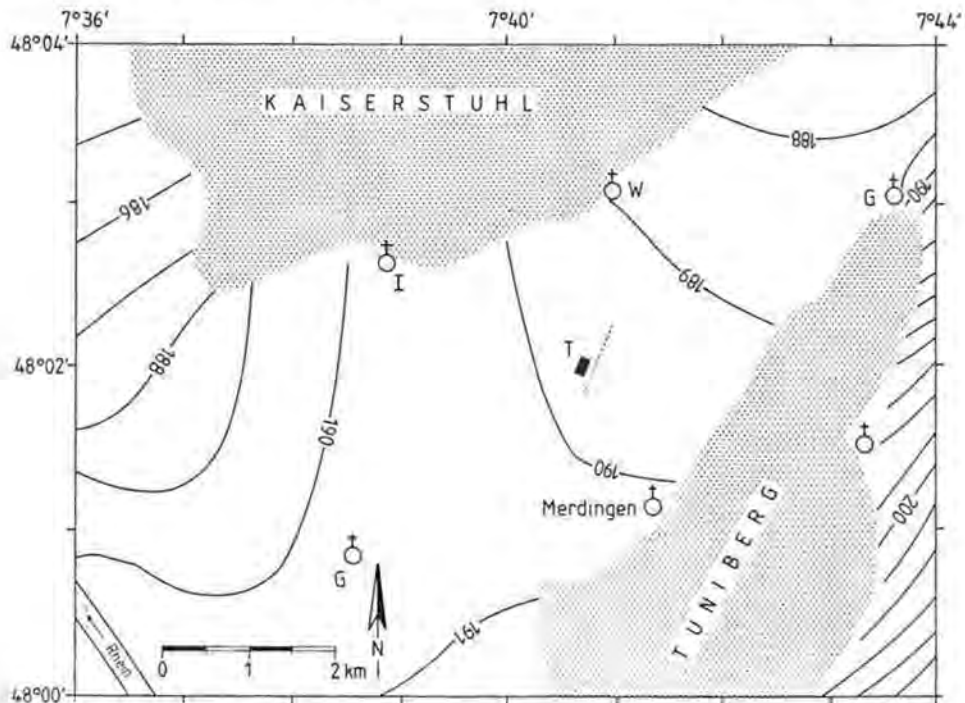 7°36' 7°40' 7°44'
48°04'
KAISERSTUHL
188
186
W
G
190
I
189
188
T
48°02'
190
190
Merdingen
200
G
TUNIBERG
191
Rhein
N
0 1 2 km
48°00'